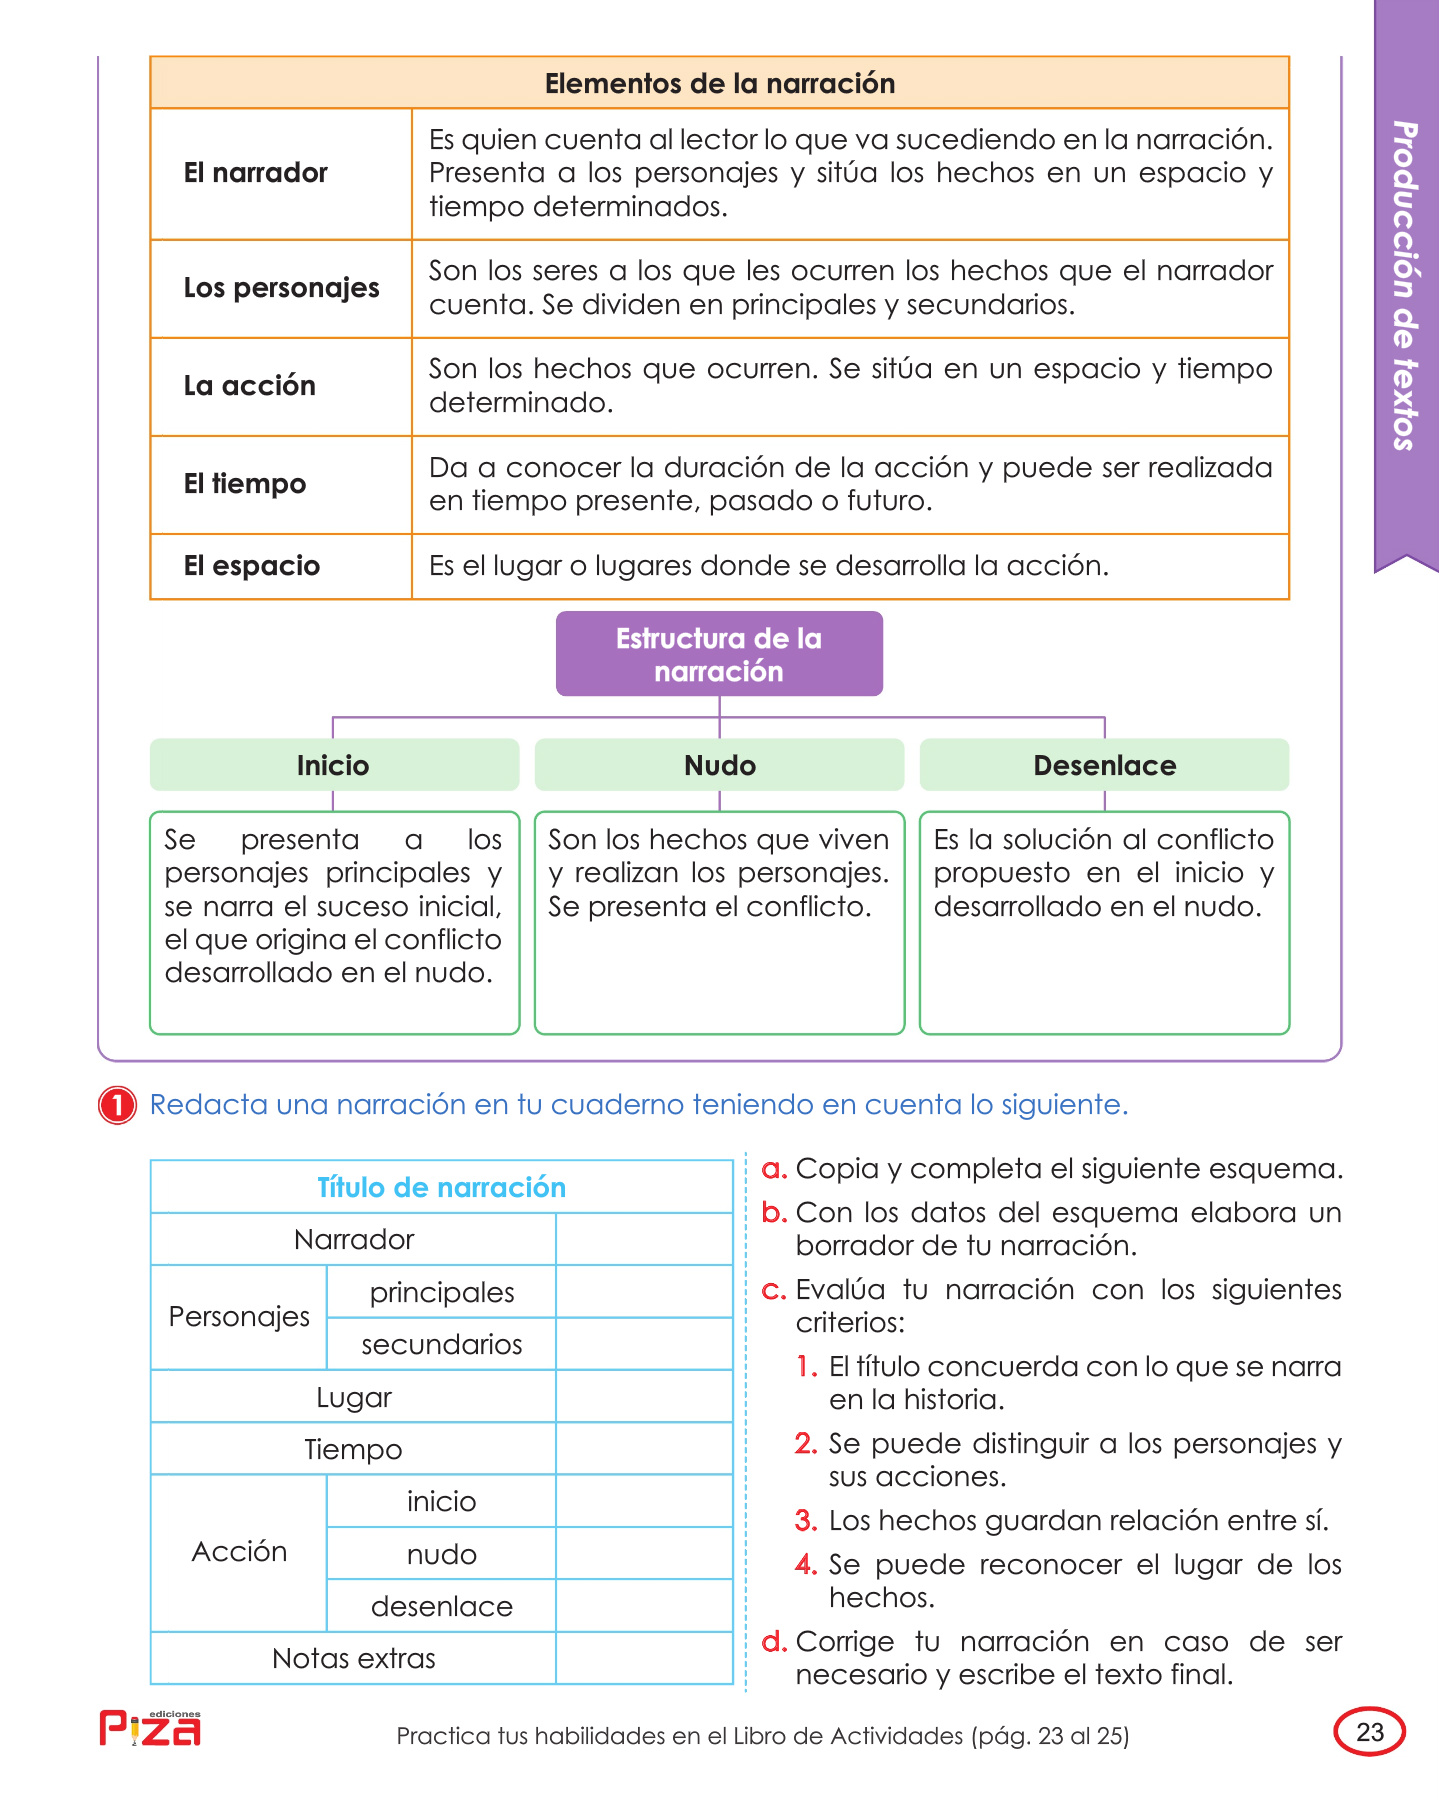 Producción de textos
Elementos de la narración
El narrador
Es quien cuenta al lector lo que va sucediendo en la narración.
Presenta a los personajes y sitúa los hechos en un espacio y
tiempo determinados.
Los personajes
Son los seres a los que les ocurren los hechos que el narrador
cuenta. Se dividen en principales y secundarios.
La acción
Son los hechos que ocurren. Se sitúa en un espacio y tiempo
determinado.
El tiempo
Da a conocer la duración de la acción y puede ser realizada
en tiempo presente, pasado o futuro.
El espacio
Es el lugar o lugares donde se desarrolla la acción.
Estructura de la
narración
Inicio
Se presenta a los
personajes principales y
se narra el suceso inicial,
el que origina el conflicto
desarrollado en el nudo.
Nudo
Son los hechos que viven
y realizan los personajes.
Se presenta el conflicto.
Desenlace
Es la solución al conflicto
propuesto en el inicio y
desarrollado en el nudo.
1 Redacta una narración en tu cuaderno teniendo en cuenta lo siguiente.
Título de narración
Narrador
Personajes
principales
secundarios
Lugar
Tiempo
Acción
inicio
nudo
desenlace
Notas extras
a. Copia y completa el siguiente esquema.
b. Con los datos del esquema elabora un
borrador de tu narración.
c. Evalúa tu narración con los siguientes
criterios:
1. El título concuerda con lo que se narra
en la historia.
2. Se puede distinguir a los personajes y
sus acciones.
3. Los hechos guardan relación entre sí.
4. Se puede reconocer el lugar de los
hechos.
d. Corrige tu narración en caso de ser
necesario y escribe el texto final.
ediciones
Piza
Practica tus habilidades en el Libro de Actividades (pág. 23 al 25)
23